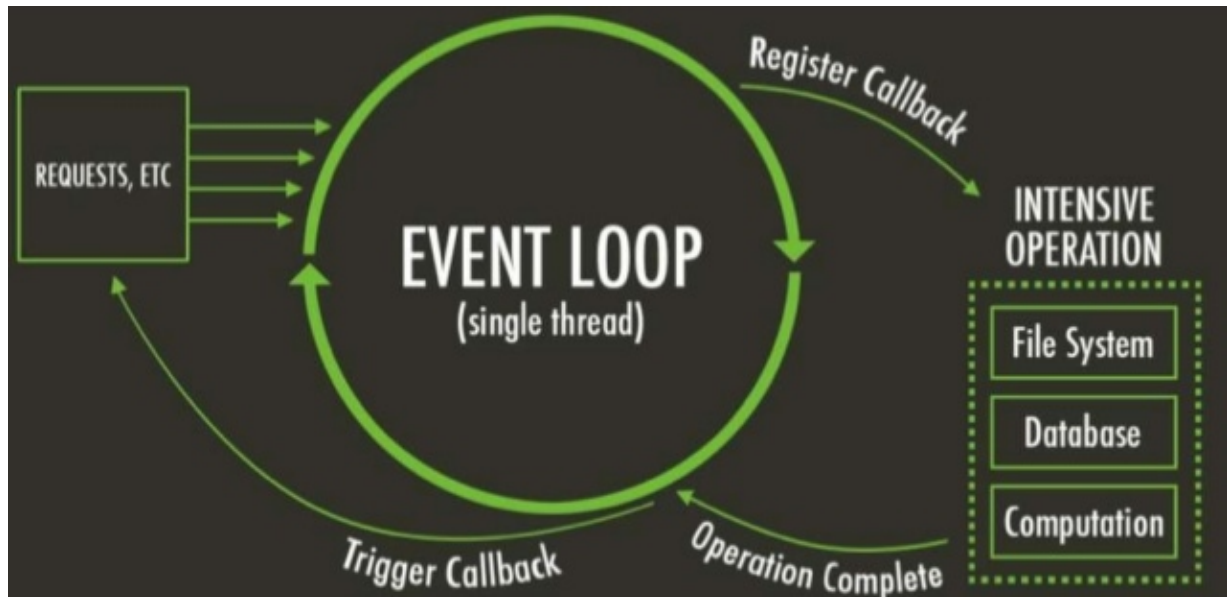 Register Callback
REQUESTS, ETC
EVENT LOOP
(single thread)
INTENSIVE
OPERATION
File System
Database
Computation
Operation Complete
Trigger Callback